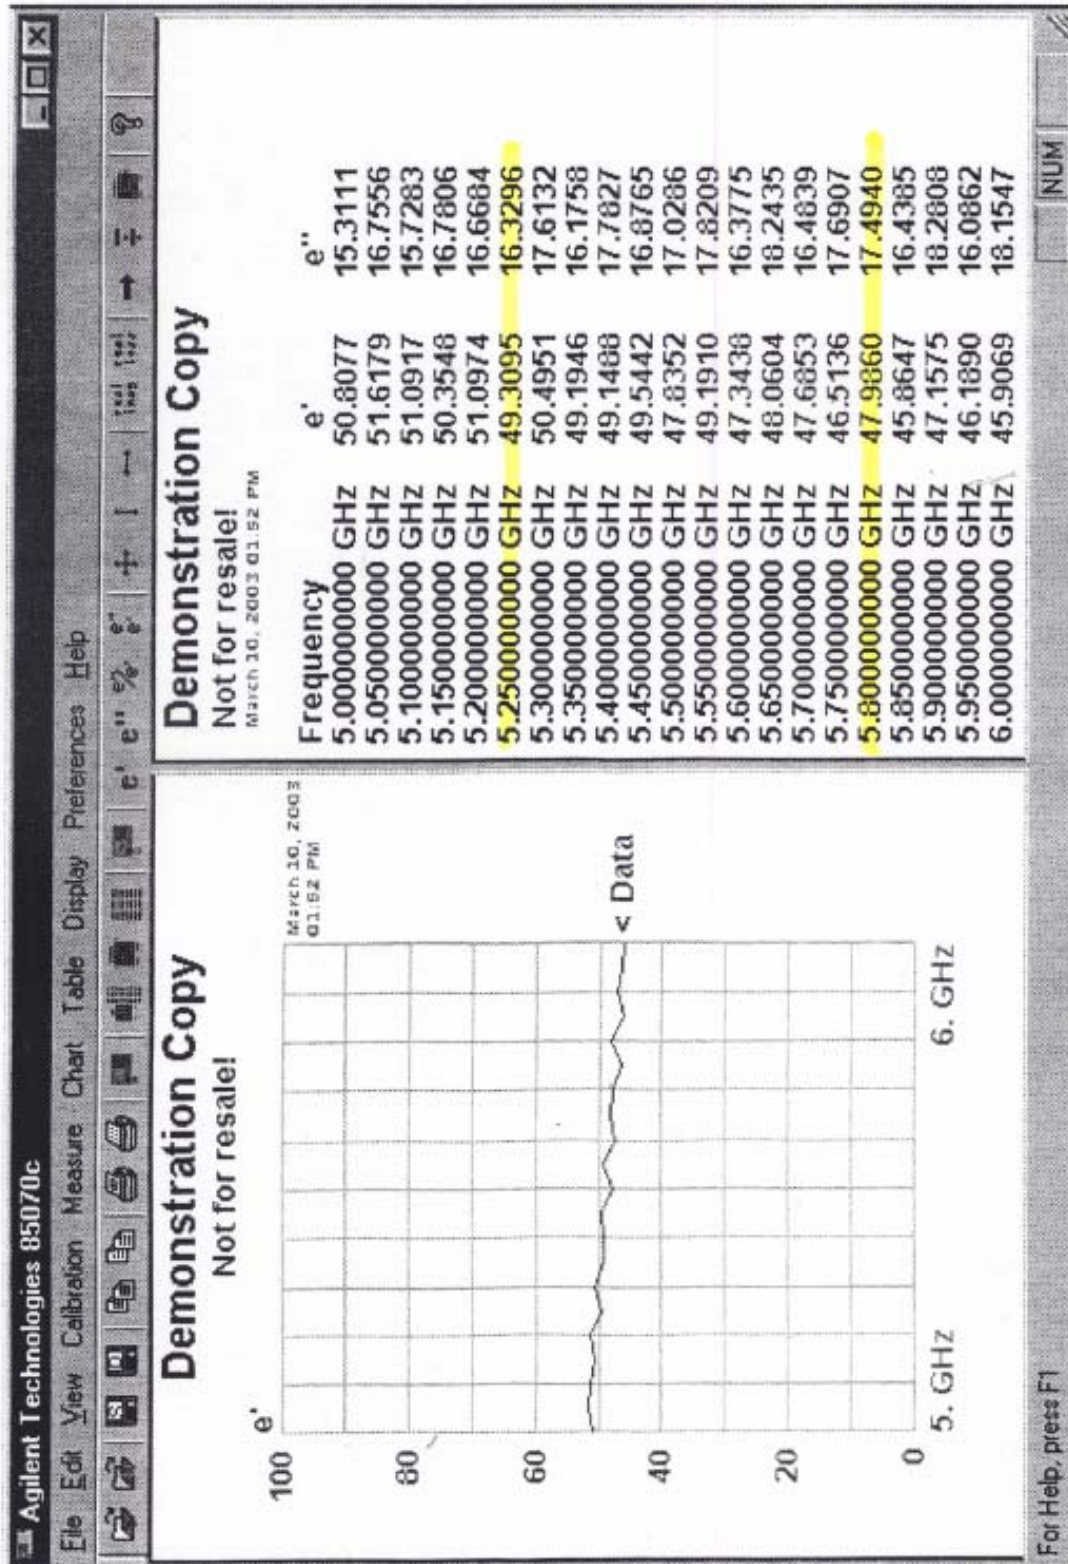 Agilent Technologies 85070c
File Edit View Calibration Measure Chart Table Display Preferences Help
e' e''
Demonstration Copy
Not for resale!
March 10, 2003
01:52 PM
e'
100
80
60
40
20
0
5. GHz
6. GHz
< Data
Demonstration Copy
Not for resale!
March 10, 2003 01:52 PM
Frequency e' e''
5.000000000 GHz 50.8077 15.3111
5.050000000 GHz 51.6179 16.7556
5.100000000 GHz 51.0917 15.7283
5.150000000 GHz 50.3548 16.7806
5.200000000 GHz 51.0974 16.6684
5.250000000 GHz 49.3095 16.3296
5.300000000 GHz 50.4951 17.6132
5.350000000 GHz 49.1946 16.1758
5.400000000 GHz 49.1488 17.7827
5.450000000 GHz 49.5442 16.8765
5.500000000 GHz 47.8352 17.0286
5.550000000 GHz 49.1910 17.8209
5.600000000 GHz 47.3438 16.3775
5.650000000 GHz 48.0604 18.2435
5.700000000 GHz 47.6853 16.4839
5.750000000 GHz 46.5136 17.6907
5.800000000 GHz 47.9860 17.4940
5.850000000 GHz 45.8647 16.4385
5.900000000 GHz 47.1575 18.2808
5.950000000 GHz 46.1890 16.0862
6.000000000 GHz 45.9069 18.1547
For Help, press F1
NUM